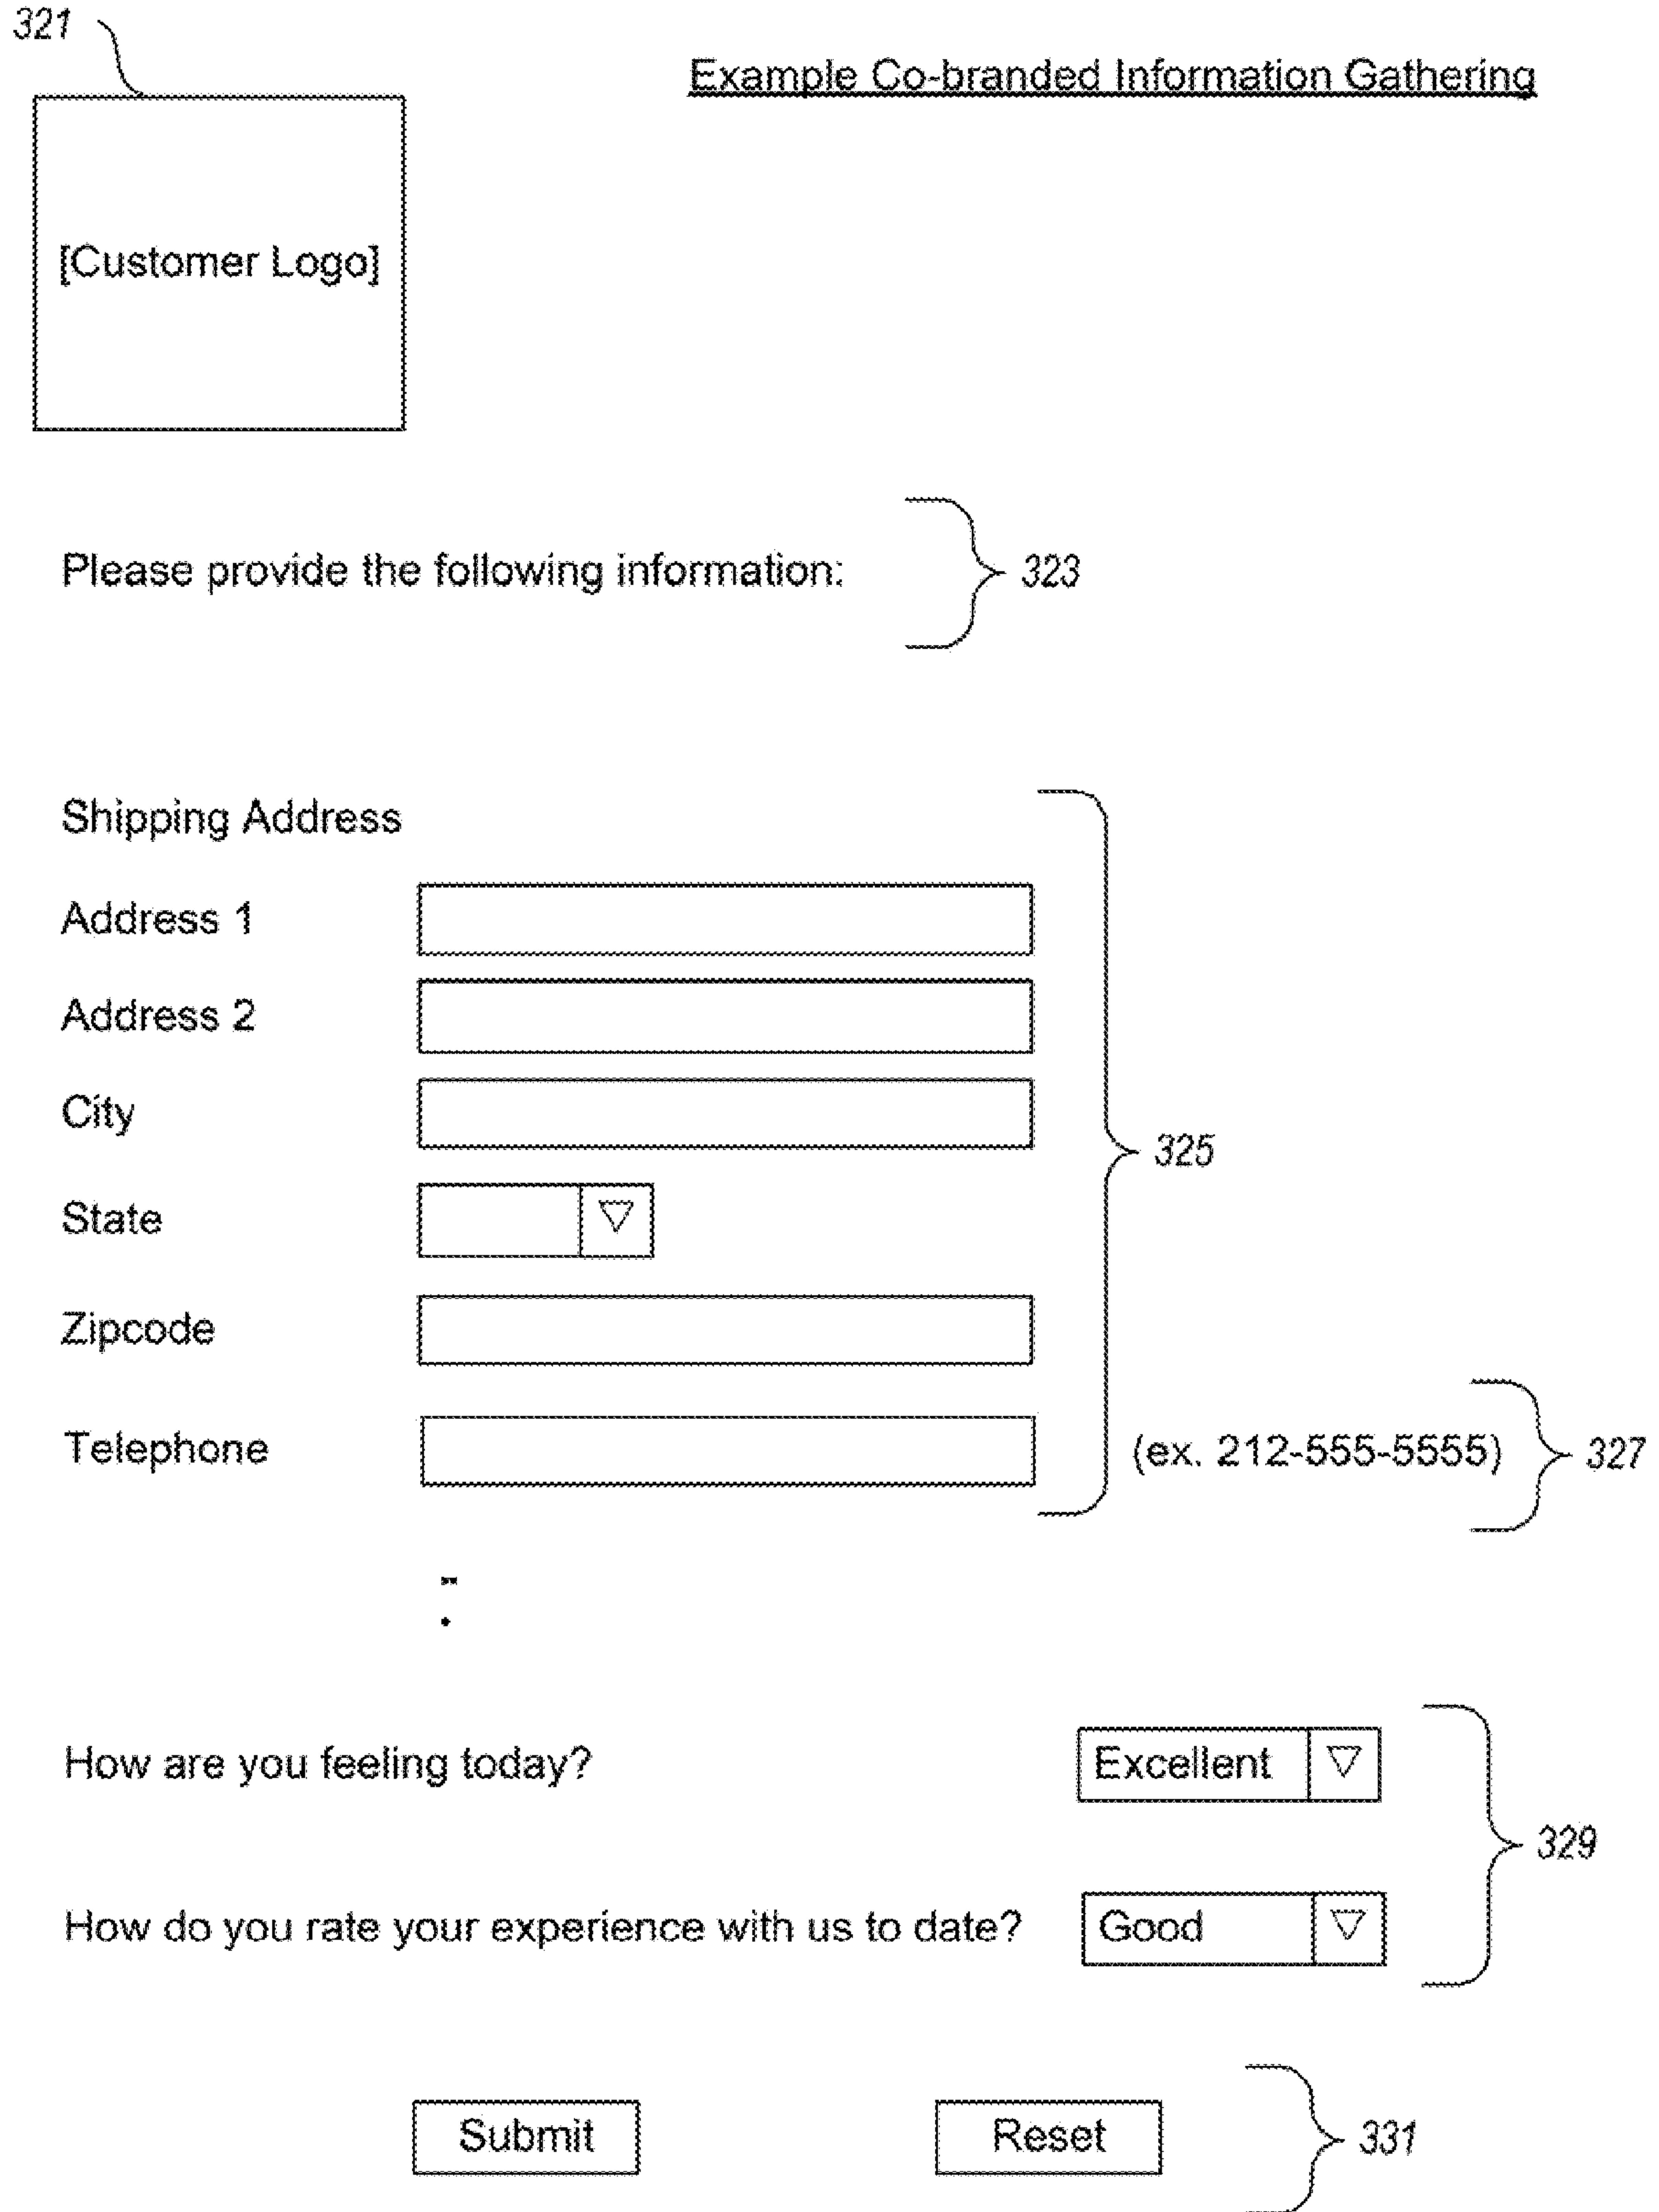 321
Example Co-branded Information Gathering
[Customer Logo]
Please provide the following information:
323
Shipping Address
Address 1
Address 2
City
325
State
Zipcode
Telephone
(ex. 212-555-5555)
327
How are you feeling today?
Excellent
329
How do you rate your experience with us to date?
Good
Submit
Reset
331